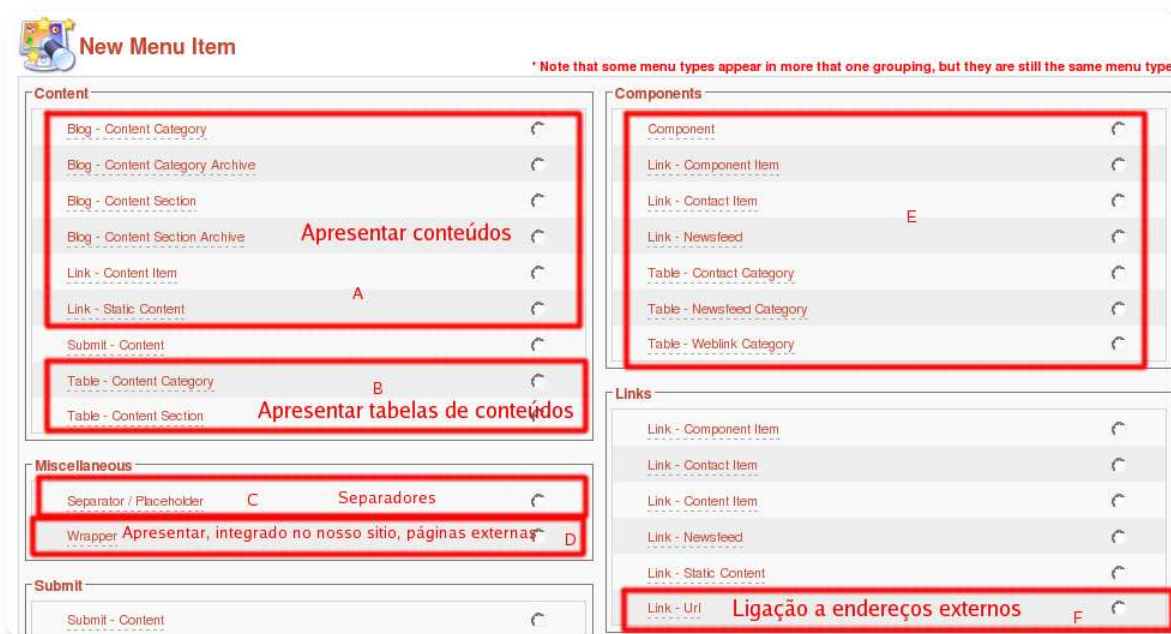 New Menu Item
* Note that some menu types appear in more that one grouping, but they are still the same menu type
Content
Blog - Content Category
Blog - Content Category Archive
Blog - Content Section
Blog - Content Section Archive
Apresentar conteúdos
Link - Content Item
A
Link - Static Content
Submit - Content
Table - Content Category
B
Table - Content Section
Apresentar tabelas de conteúdos
Miscellaneous
Separator / Placeholder
C
Separadores
Wrapper
Apresentar, integrado no nosso sitio, páginas externas
D
Submit
Submit - Content
Components
Component
Link - Component Item
Link - Contact Item
E
Link - Newsfeed
Table - Contact Category
Table - Newsfeed Category
Table - Weblink Category
Links
Link - Component Item
Link - Contact Item
Link - Content Item
Link - Newsfeed
Link - Static Content
Link - Url
Ligação a endereços externos
F